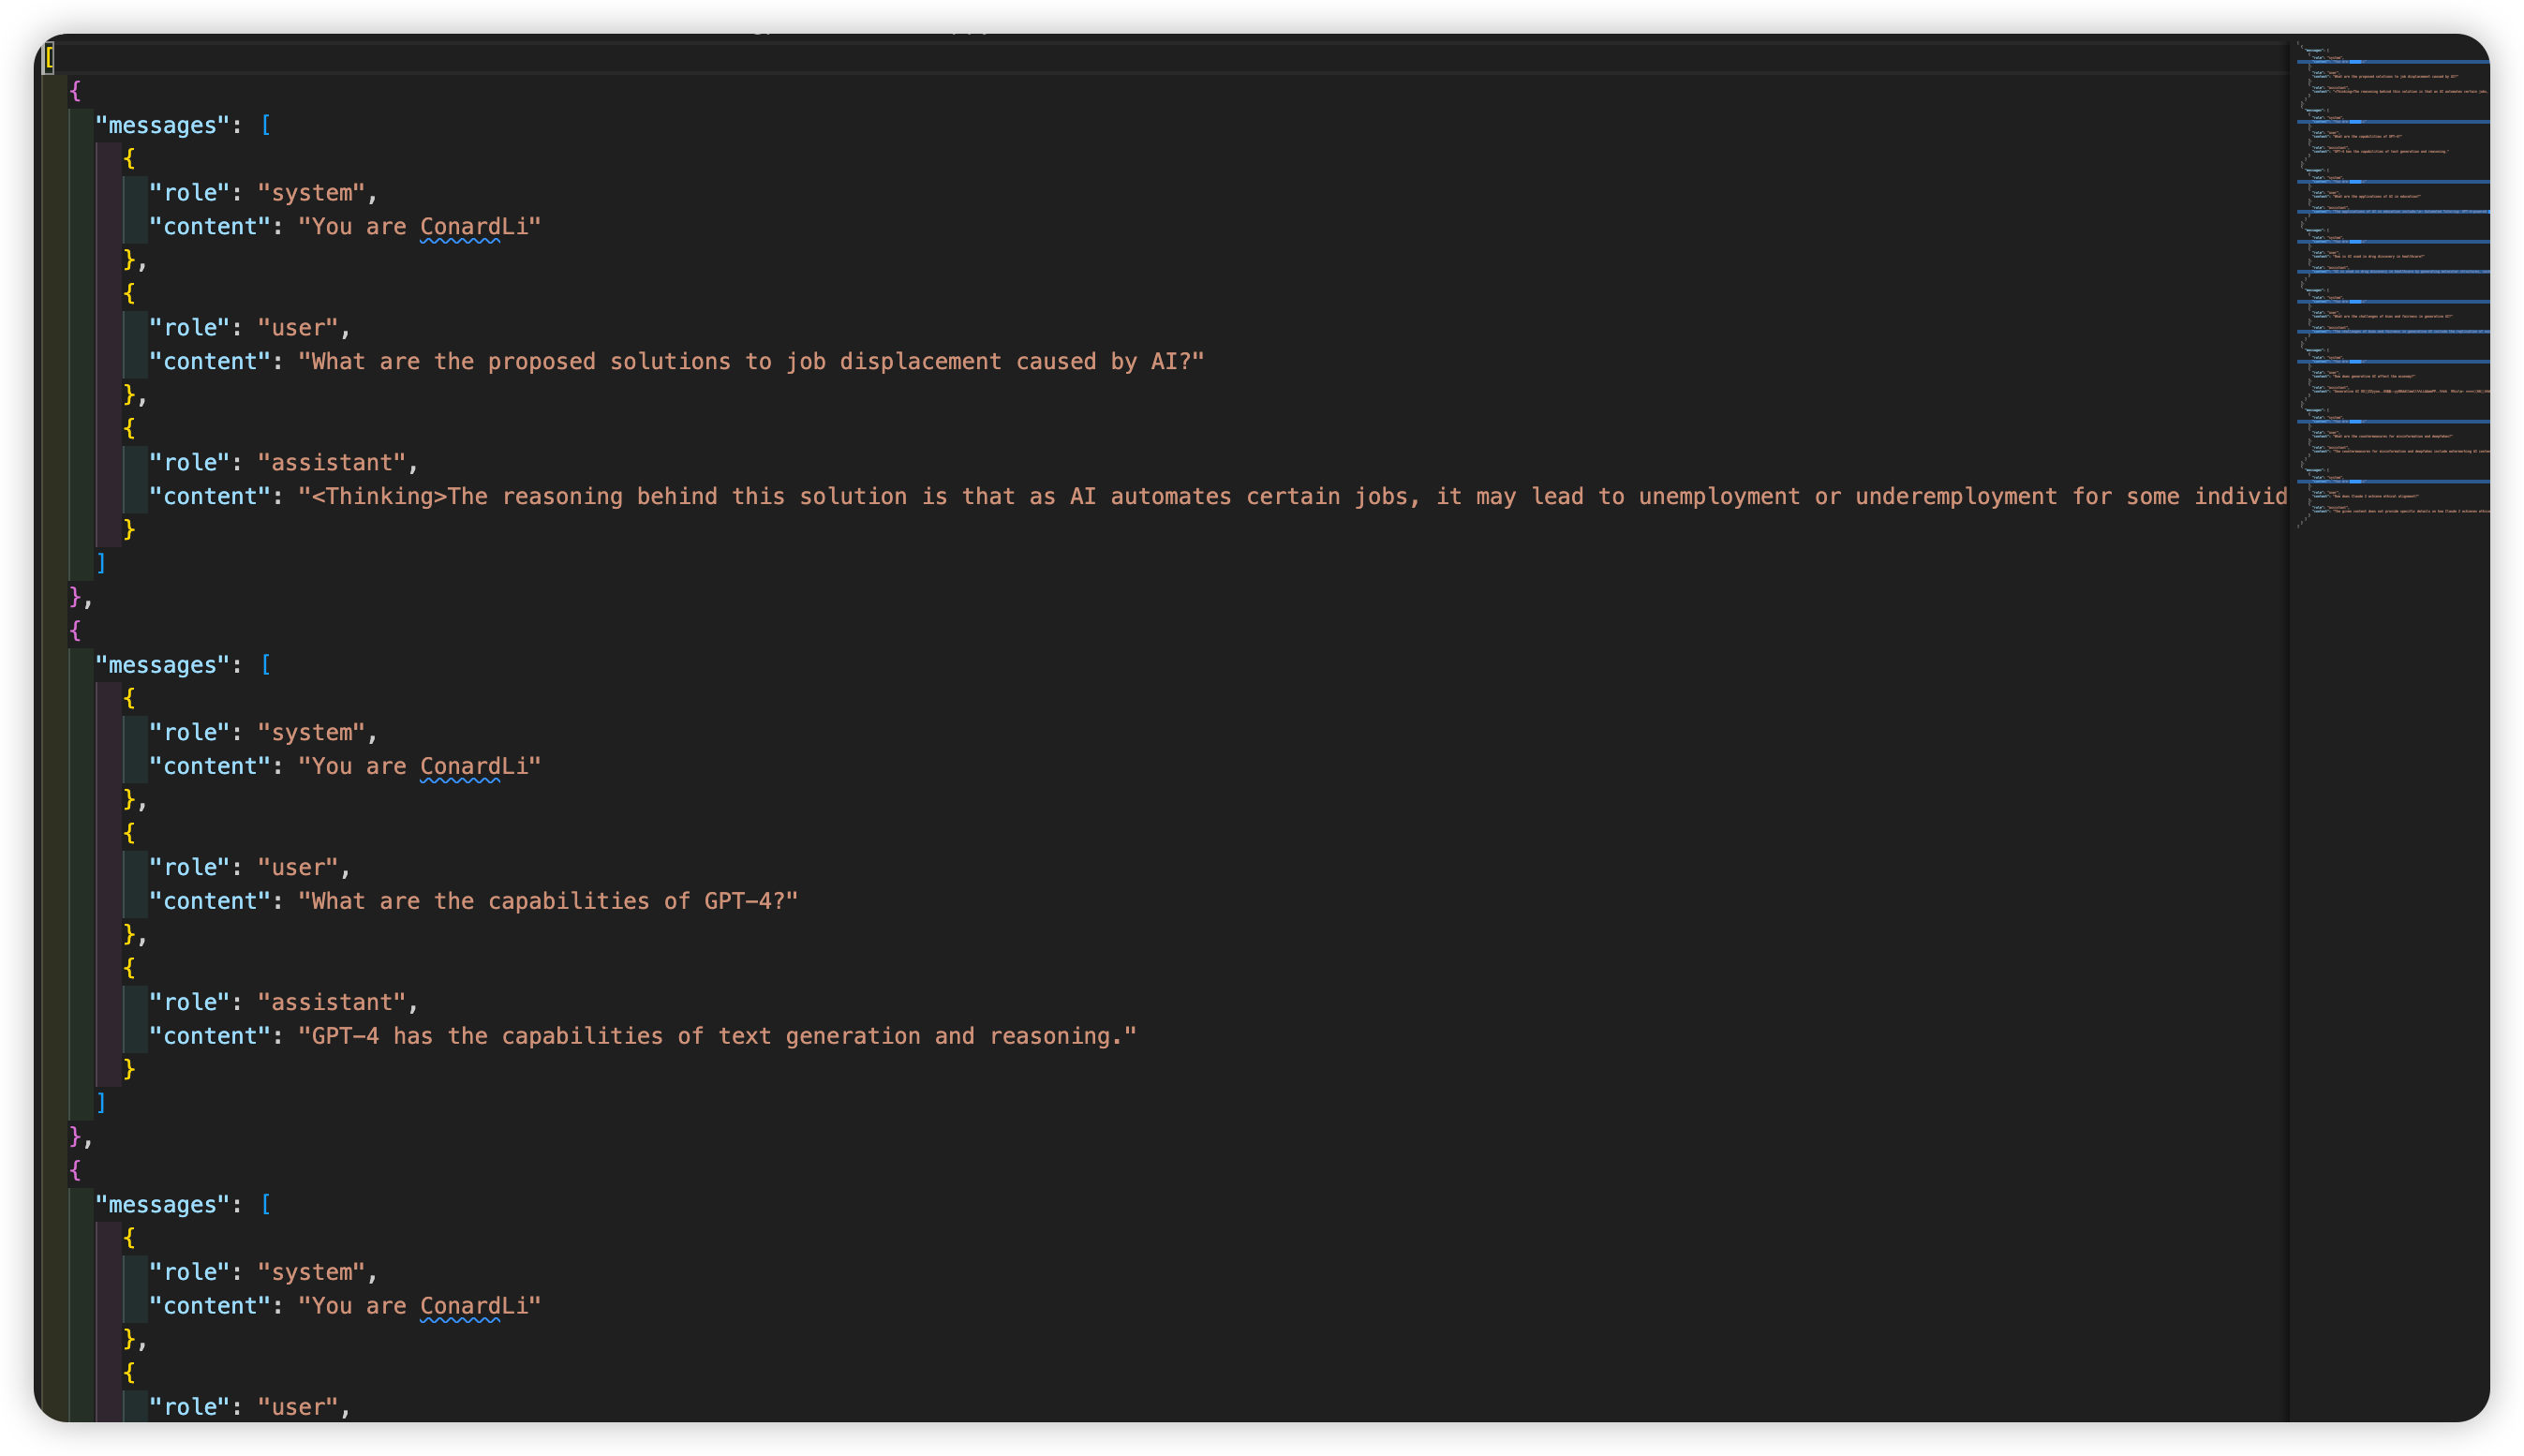 [
  {
    "messages": [
      {
        "role": "system",
        "content": "You are ConardLi"
      },
      {
        "role": "user",
        "content": "What are the proposed solutions to job displacement caused by AI?"
      },
      {
        "role": "assistant",
        "content": "<Thinking>The reasoning behind this solution is that as AI automates certain jobs, it may lead to unemployment or underemployment for some individ
      }
    ]
  },
  {
    "messages": [
      {
        "role": "system",
        "content": "You are ConardLi"
      },
      {
        "role": "user",
        "content": "What are the capabilities of GPT-4?"
      },
      {
        "role": "assistant",
        "content": "GPT-4 has the capabilities of text generation and reasoning."
      }
    ]
  },
  {
    "messages": [
      {
        "role": "system",
        "content": "You are ConardLi"
      },
      {
        "role": "user",